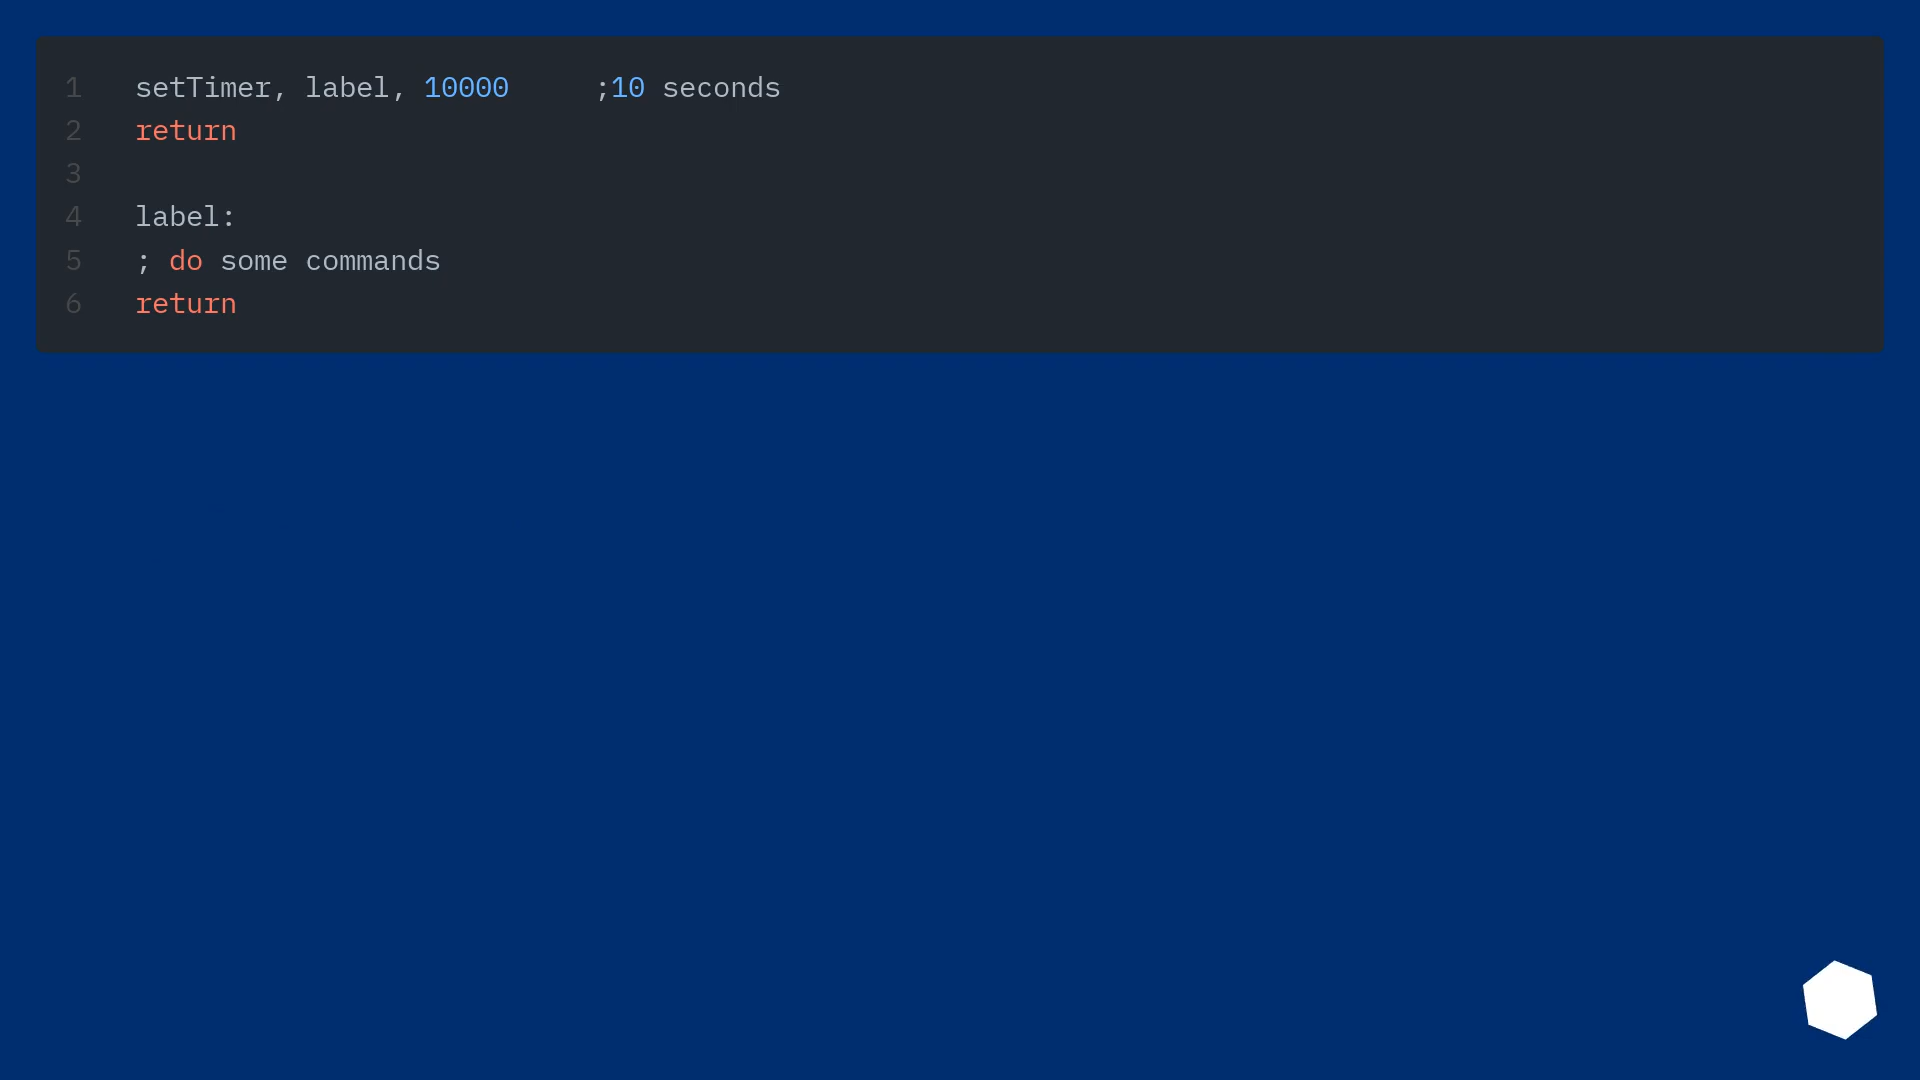 1 setTimer, label, 10000     ;10 seconds
2 return
3
4 label:
5 ; do some commands
6 return